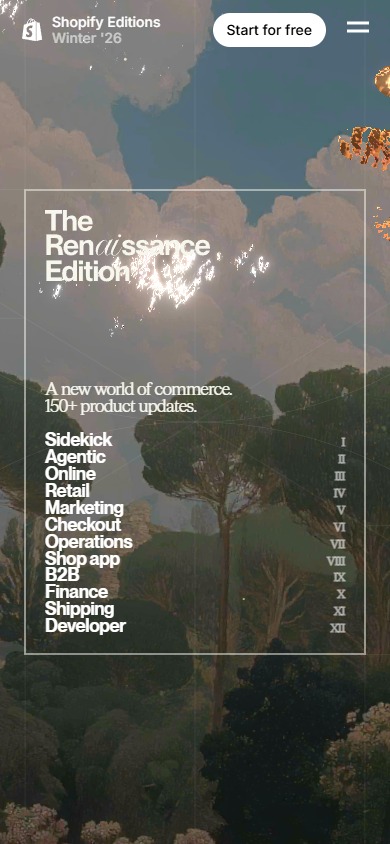 Shopify Editions
Winter '26
Start for free
The
Renaissance
Edition
A new world of commerce.
150+ product updates.
Sidekick I
Agentic II
Online III
Retail IV
Marketing V
Checkout VI
Operations VII
Shop app VIII
B2B IX
Finance X
Shipping XI
Developer XII